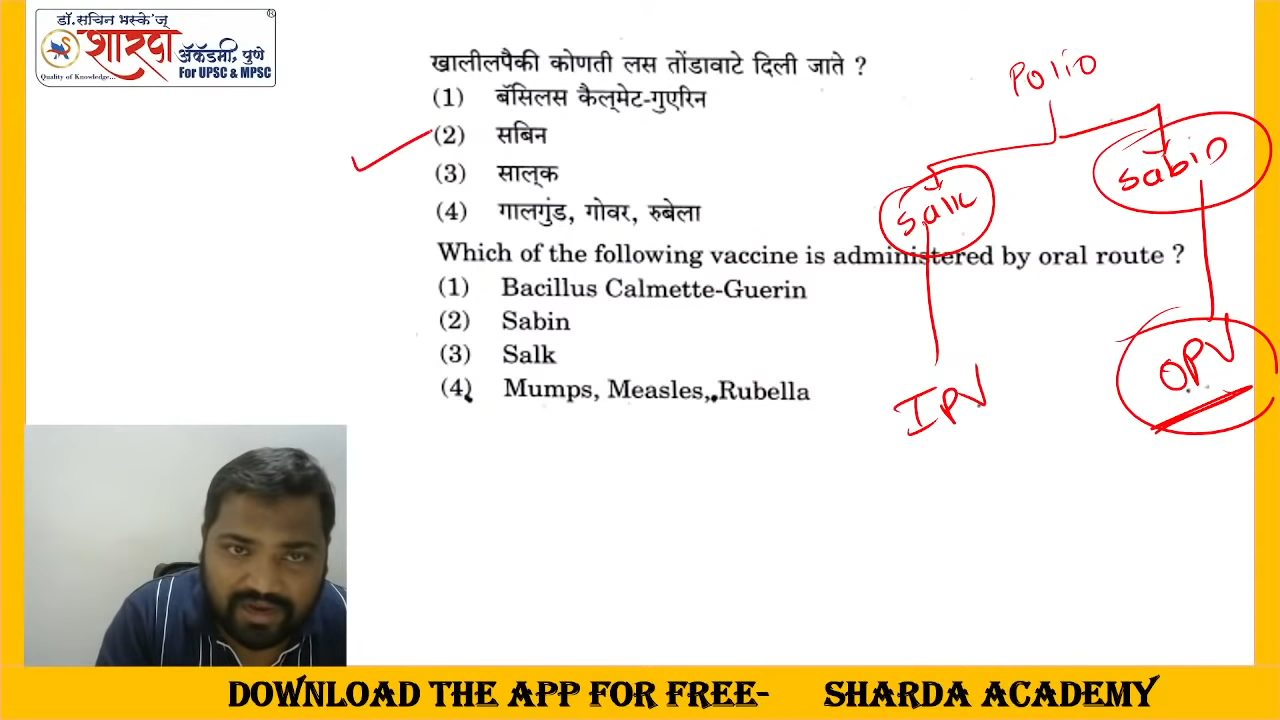 डॉ.सचिन भस्के'ज्
®
शारदा
ॲकॅडमी, पुणे
For UPSC & MPSC
Quality of Knowledge...
खालीलपैकी कोणती लस तोंडावाटे दिली जाते ?
(1) बॅसिलस कैल्मेट-गुएरिन
(2) सबिन
(3) साल्क
(4) गालगुंड, गोवर, रुबेला
Which of the following vaccine is administered by oral route ?
(1) Bacillus Calmette-Guerin
(2) Sabin
(3) Salk
(4) Mumps, Measles, Rubella
Polio
Salk
Sabin
IPV
OPV
DOWNLOAD THE APP FOR FREE- SHARDA ACADEMY